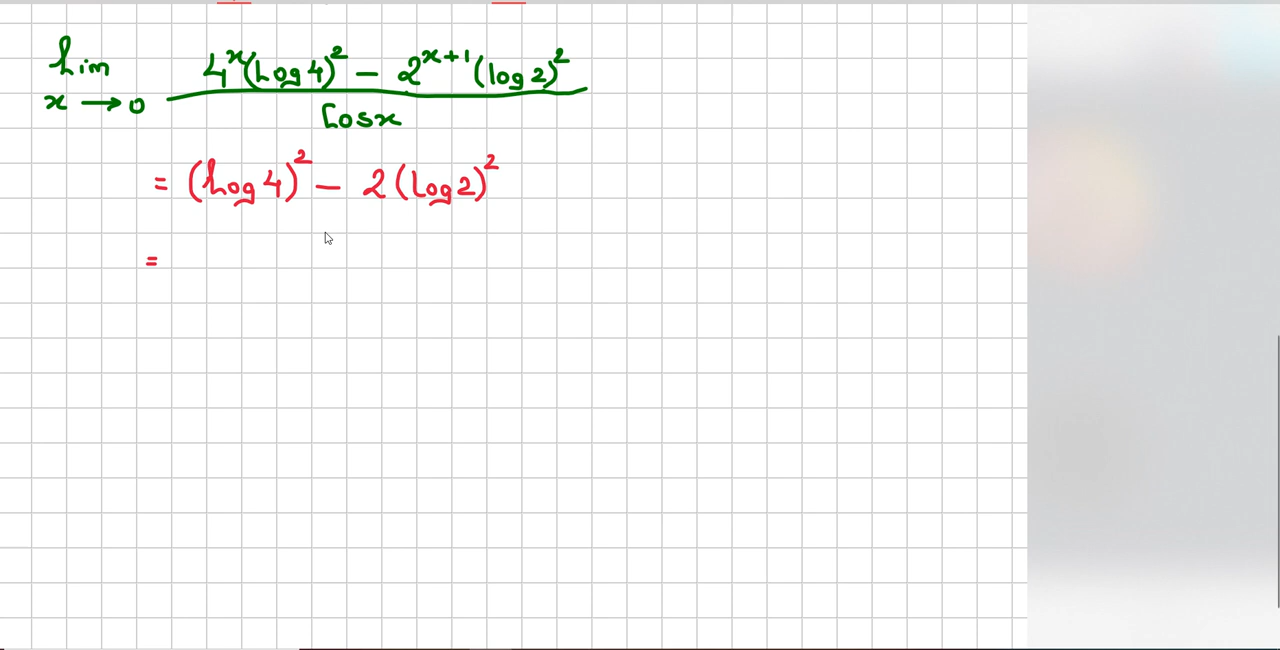 lim x → 0 4^x (log 4)^2 − 2^{x+1} (log 2)^2 / Cosx
= (log 4)^2 − 2 (log 2)^2
=